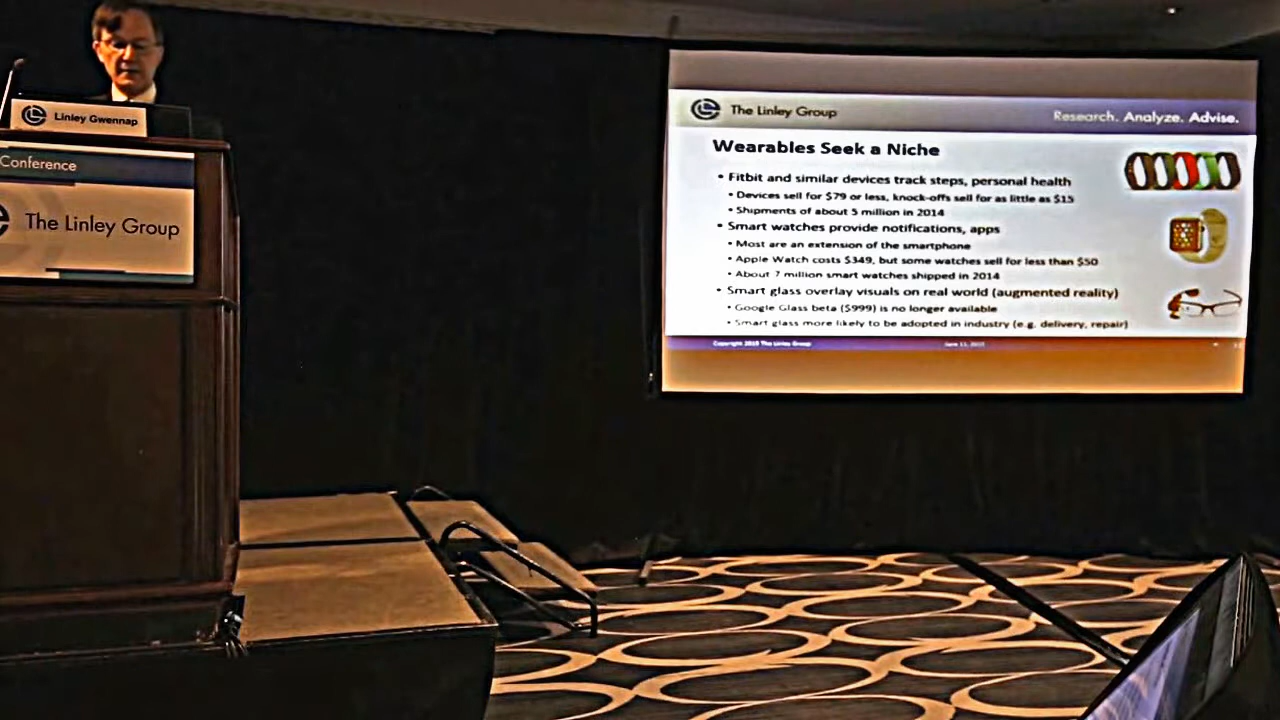 Linley Gwennap
Conference
The Linley Group
The Linley Group
Research. Analyze. Advise.
Wearables Seek a Niche
• Fitbit and similar devices track steps, personal health
• Devices sell for $79 or less, knock-offs sell for as little as $15
• Shipments of about 5 million in 2014
• Smart watches provide notifications, apps
• Most are an extension of the smartphone
• Apple Watch costs $349, but some watches sell for less than $50
• About 7 million smart watches shipped in 2014
• Smart glass overlay visuals on real world (augmented reality)
• Google Glass beta ($999) is no longer available
• Smart glass more likely to be adopted in industry (e.g. delivery, repair)
Copyright 2015 The Linley Group